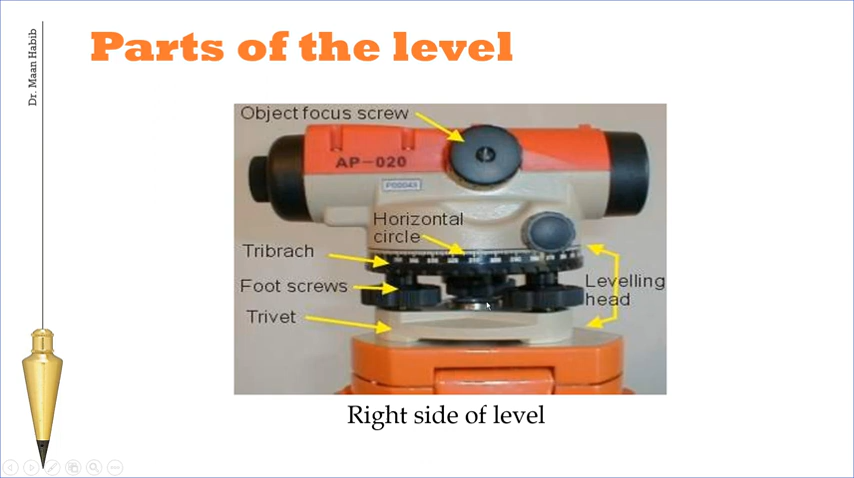 Dr. Maan Habib
Parts of the level
Object focus screw
AP-020
P00043
Horizontal
circle
Tribrach
Foot screws
Levelling
head
Trivet
Right side of level